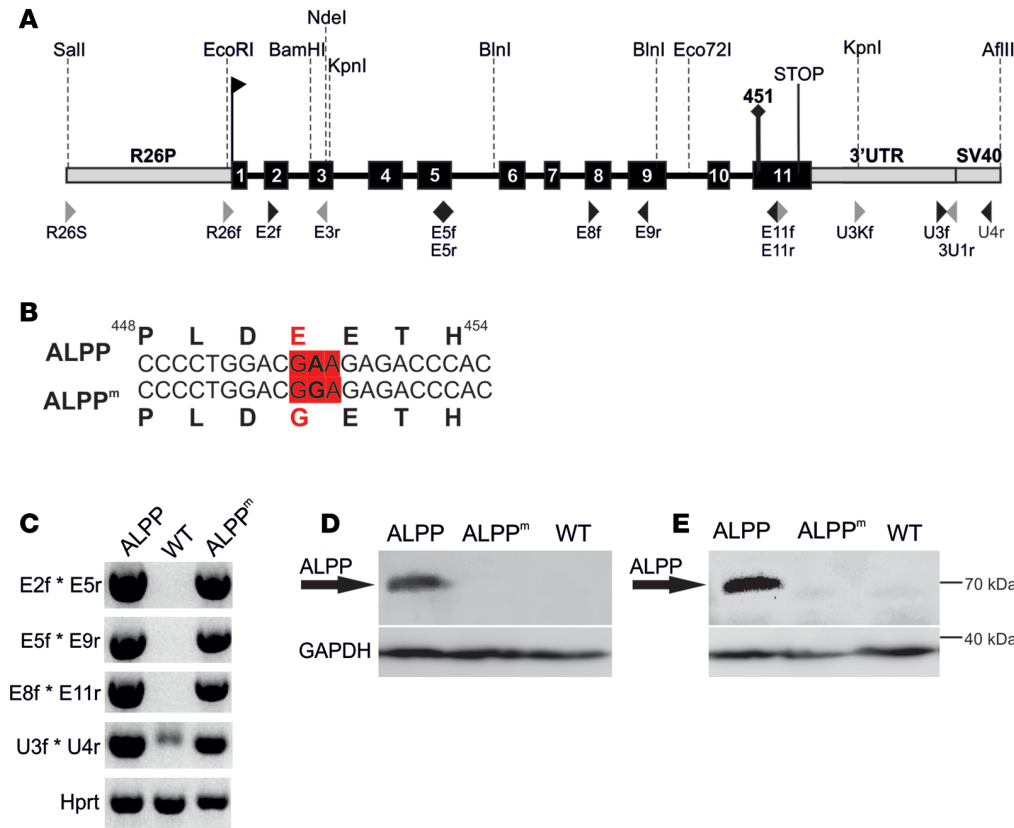 A
SalI EcoRI BamHI NdeI KpnI BlnI BlnI Eco72I KpnI AflII
451 STOP
R26P 3'UTR SV40
1 2 3 4 5 6 7 8 9 10 11
R26S R26f E2f E3r E5f E8f E9r E11f U3Kf U3f U4r
E5r E11r 3U1r
B
448 P L D E E T H 454
ALPP CCCCTGGACGAAGAGACCCAC
ALPPm CCCCTGGACGGAGAGACCCAC
P L D G E T H
C
ALPP WT ALPPm
E2f * E5r
E5f * E9r
E8f * E11r
U3f * U4r
Hprt
D
ALPP ALPPm WT
ALPP
GAPDH
E
ALPP ALPPm WT
ALPP
70 kDa
40 kDa